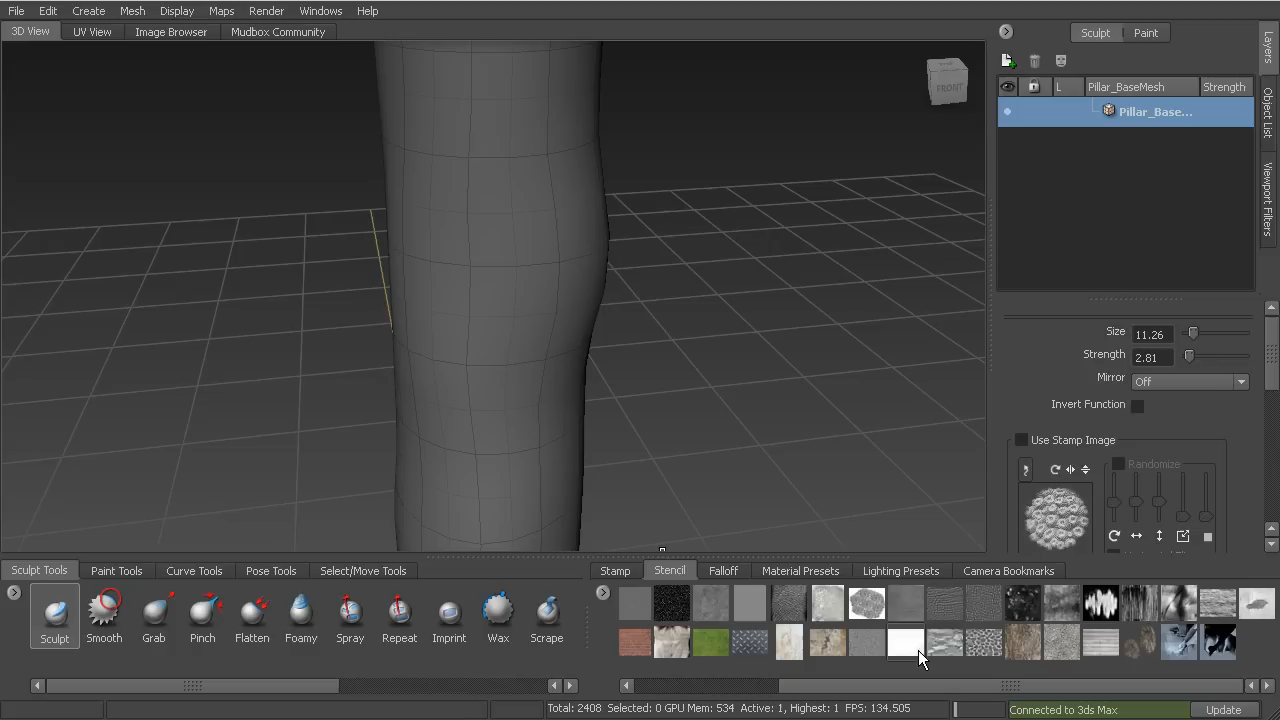 File Edit Create Mesh Display Maps Render Windows Help
3D View UV View Image Browser Mudbox Community
Sculpt Paint
Layers
Object List
Viewport Filters
L Pillar_BaseMesh Strength
Pillar_Base...
FRONT
Size 11.26
Strength 2.81
Mirror Off
Invert Function
Use Stamp Image
Randomize
Sculpt Tools Paint Tools Curve Tools Pose Tools Select/Move Tools
Stamp Stencil Falloff Material Presets Lighting Presets Camera Bookmarks
Sculpt Smooth Grab Pinch Flatten Foamy Spray Repeat Imprint Wax Scrape
Total: 2408 Selected: 0 GPU Mem: 534 Active: 1, Highest: 1 FPS: 134.505
Connected to 3ds Max Update